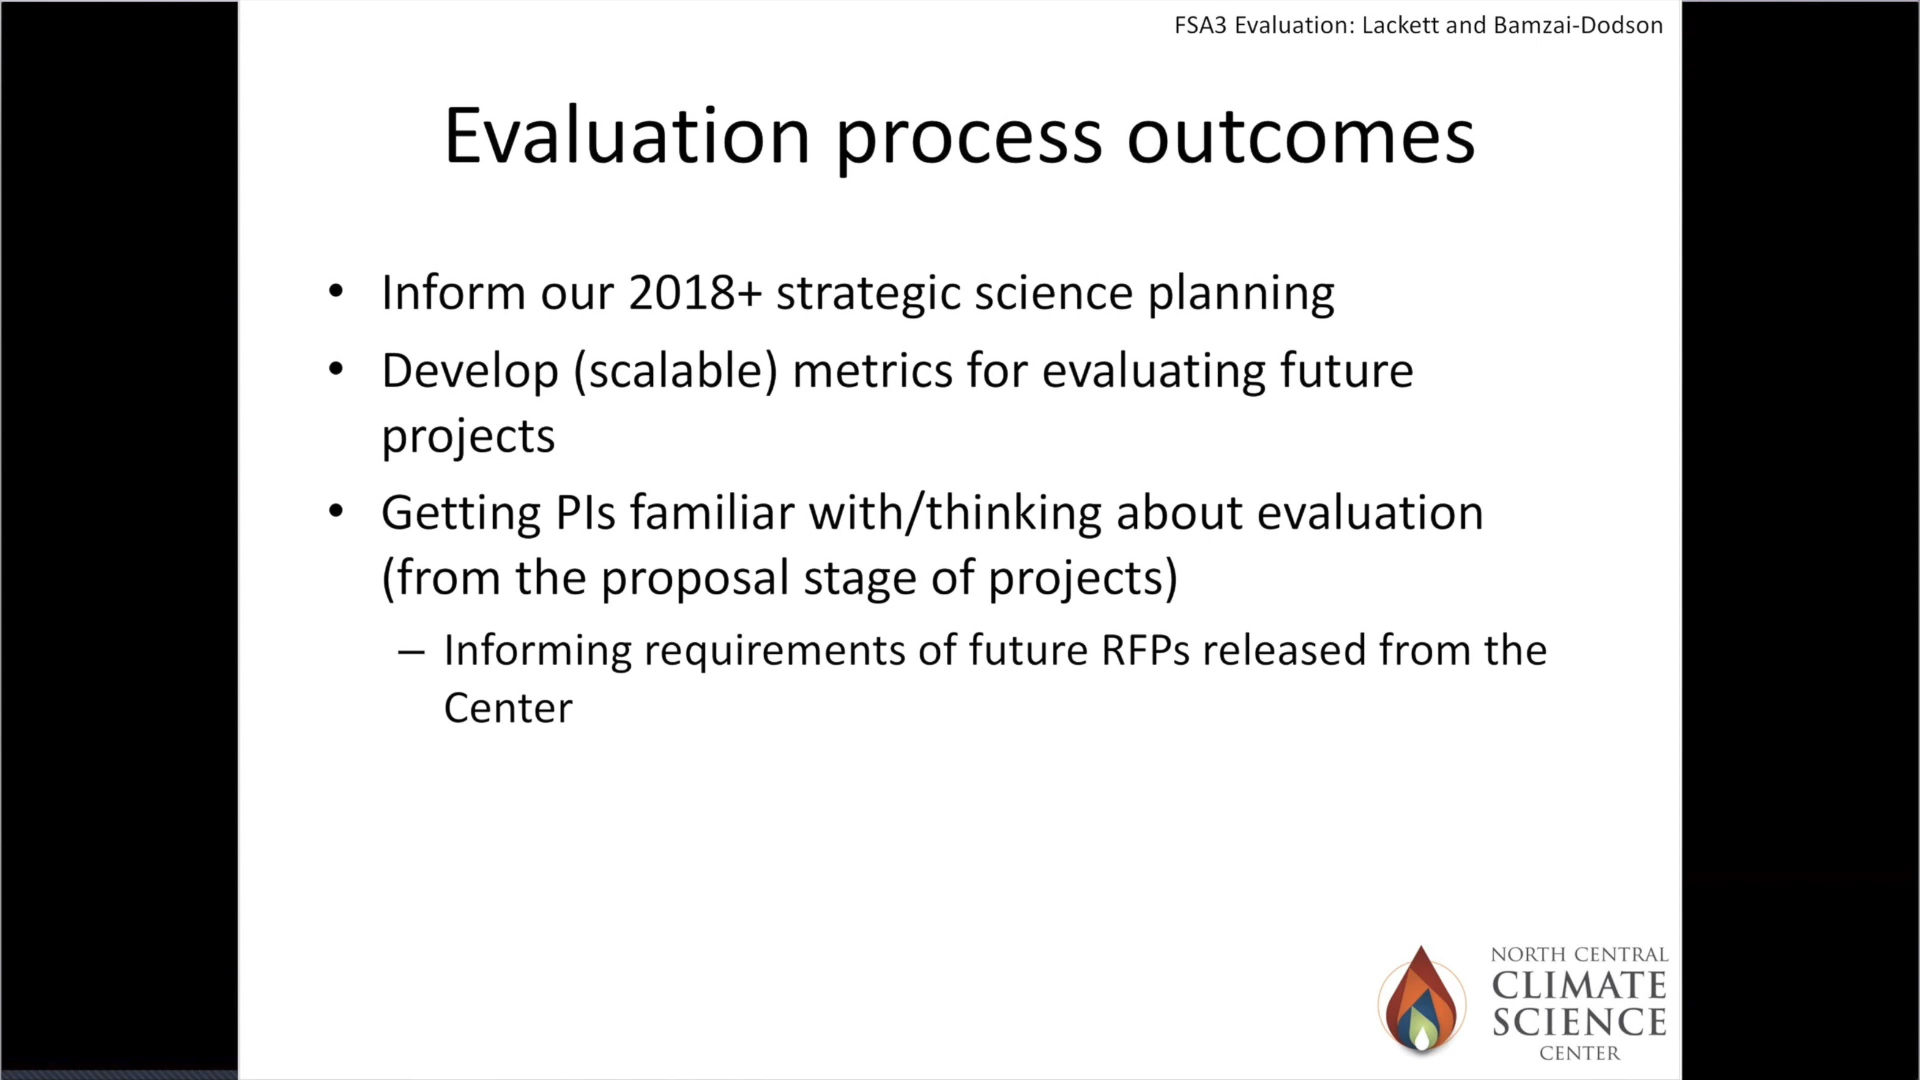 FSA3 Evaluation: Lackett and Bamzai-Dodson
Evaluation process outcomes
• Inform our 2018+ strategic science planning
• Develop (scalable) metrics for evaluating future
projects
• Getting PIs familiar with/thinking about evaluation
(from the proposal stage of projects)
– Informing requirements of future RFPs released from the
Center
NORTH CENTRAL
CLIMATE
SCIENCE
CENTER